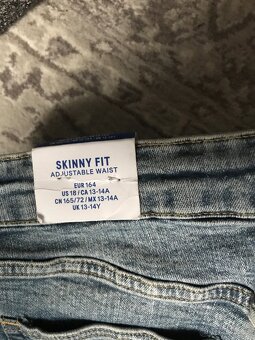 SKINNY FIT
ADJUSTABLE WAIST
EUR 164
US 18 / CA 13-14A
CN 165/72 / MX 13-14A
UK 13-14Y